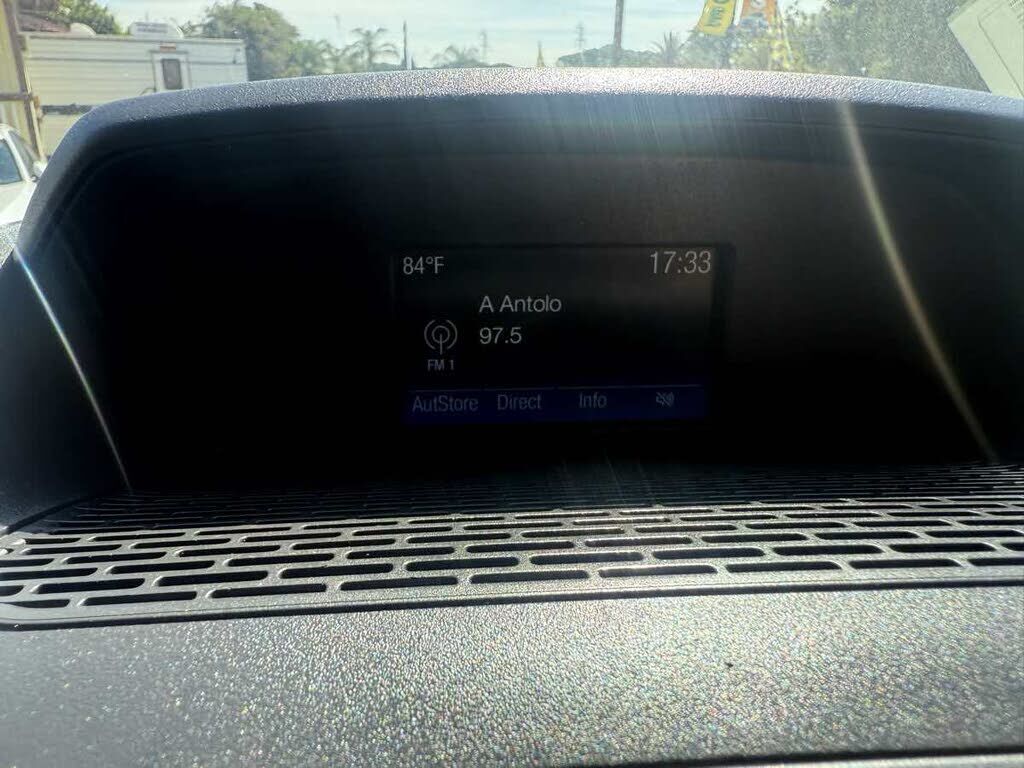 84°F 17:33
A Antolo
97.5
FM 1
AutStore Direct Info